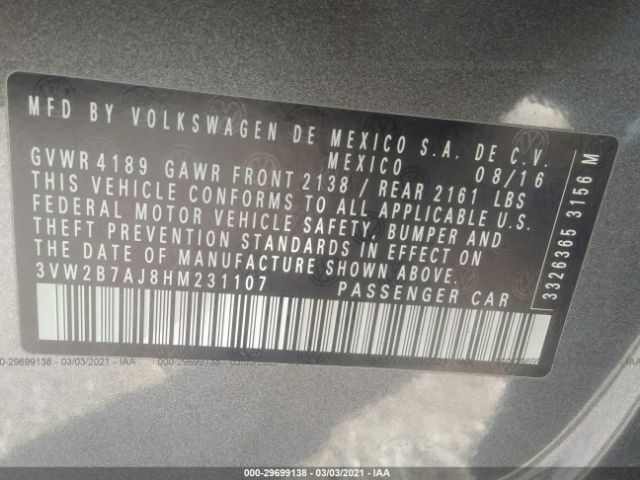 MFD BY VOLKSWAGEN DE MEXICO S.A. DE C.V.
MEXICO 08/16
GVWR 4189 GAWR FRONT 2138 / REAR 2161 LBS
THIS VEHICLE CONFORMS TO ALL APPLICABLE U.S.
FEDERAL MOTOR VEHICLE SAFETY, BUMPER AND
THEFT PREVENTION STANDARDS IN EFFECT ON
THE DATE OF MANUFACTURE SHOWN ABOVE.
3VW2B7AJ8HM231107 PASSENGER CAR
3326365 3156 M
000-29699138 - 03/03/2021 - IAA